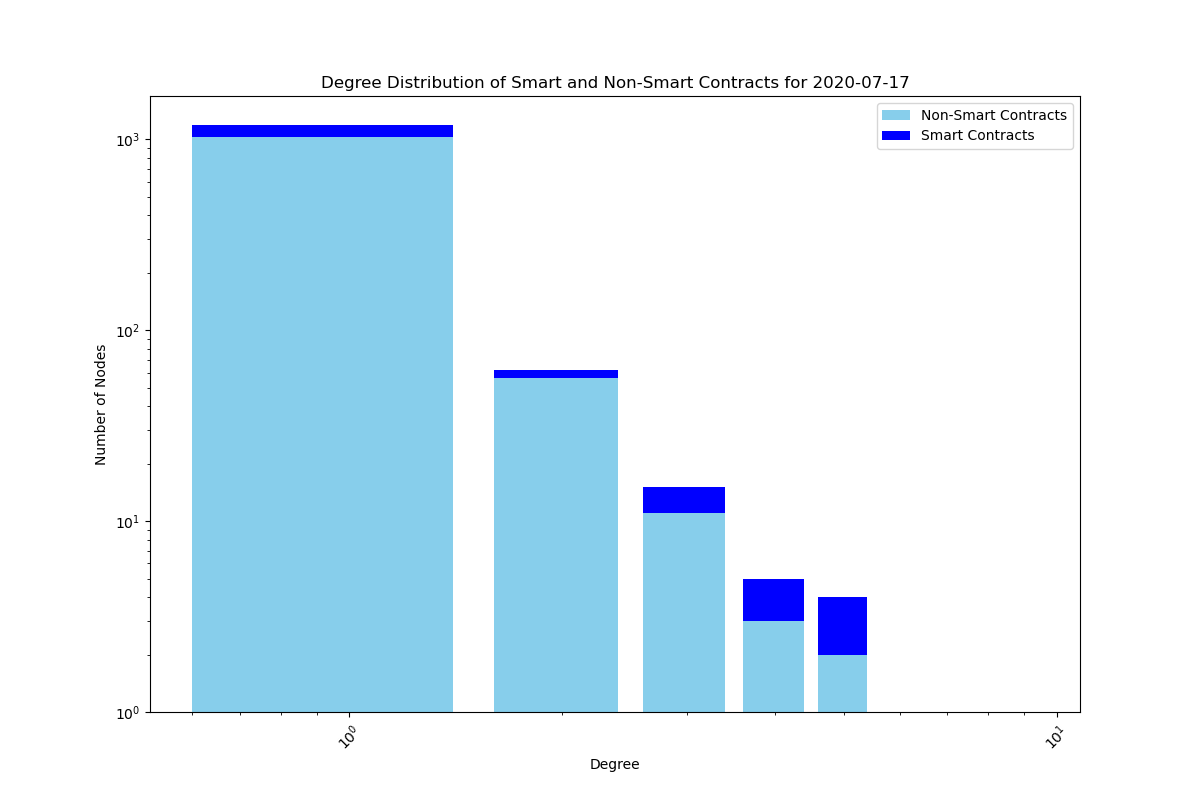 Degree Distribution of Smart and Non-Smart Contracts for 2020-07-17
Non-Smart Contracts
Smart Contracts
Number of Nodes
10³
10²
10¹
10⁰
10⁰
10¹
Degree